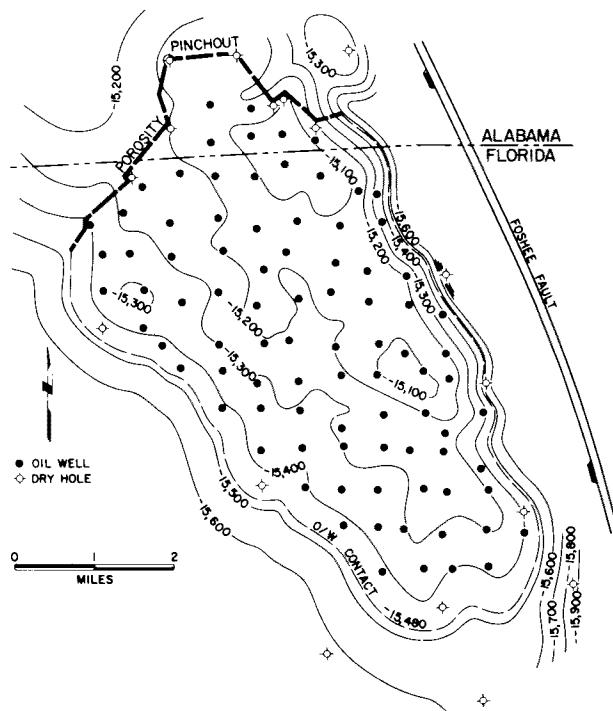 PINCHOUT
-15,200
-15,300
POROSITY
ALABAMA
FLORIDA
-15,100
-15,600
-15,400
-15,200
-15,300
FOSHEE FAULT
-15,300
-15,200
-15,300
-15,100
-15,400
-15,500
-15,600
O/W CONTACT -15,480
OIL WELL
DRY HOLE
0 1 2
MILES
-15,600
-15,700
-15,800
-15,900